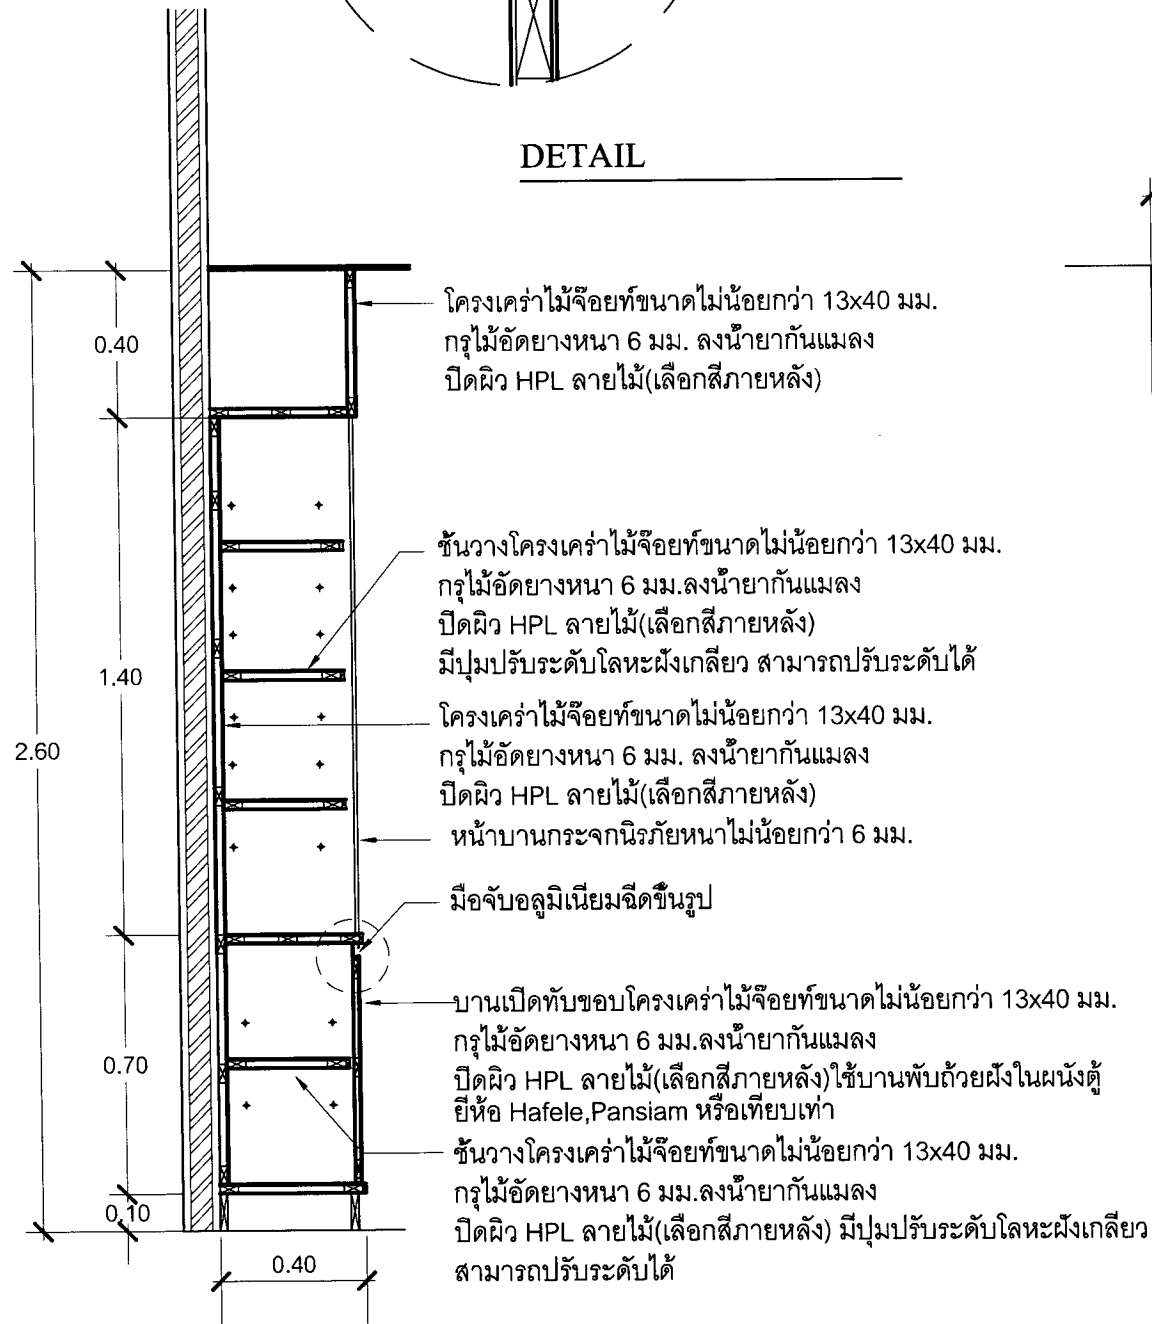 DETAIL
0.40
โครงเคร่าไม้จ๊อยท์ขนาดไม่น้อยกว่า 13x40 มม.
กรุไม้อัดยางหนา 6 มม. ลงน้ำยากันแมลง
ปิดผิว HPL ลายไม้(เลือกสีภายหลัง)
ชั้นวางโครงเคร่าไม้จ๊อยท์ขนาดไม่น้อยกว่า 13x40 มม.
กรุไม้อัดยางหนา 6 มม.ลงน้ำยากันแมลง
ปิดผิว HPL ลายไม้(เลือกสีภายหลัง)
มีปุ่มปรับระดับโลหะฝังเกลียว สามารถปรับระดับได้
1.40
2.60
โครงเคร่าไม้จ๊อยท์ขนาดไม่น้อยกว่า 13x40 มม.
กรุไม้อัดยางหนา 6 มม. ลงน้ำยากันแมลง
ปิดผิว HPL ลายไม้(เลือกสีภายหลัง)
หน้าบานกระจกนิรภัยหนาไม่น้อยกว่า 6 มม.
มือจับอลูมิเนียมฉีดขึ้นรูป
0.70
บานเปิดทับขอบโครงเคร่าไม้จ๊อยท์ขนาดไม่น้อยกว่า 13x40 มม.
กรุไม้อัดยางหนา 6 มม.ลงน้ำยากันแมลง
ปิดผิว HPL ลายไม้(เลือกสีภายหลัง)ใช้บานพับถ้วยฝังในผนังตู้
ยี่ห้อ Hafele,Pansiam หรือเทียบเท่า
ชั้นวางโครงเคร่าไม้จ๊อยท์ขนาดไม่น้อยกว่า 13x40 มม.
กรุไม้อัดยางหนา 6 มม.ลงน้ำยากันแมลง
ปิดผิว HPL ลายไม้(เลือกสีภายหลัง) มีปุ่มปรับระดับโลหะฝังเกลียว
สามารถปรับระดับได้
0.10
0.40